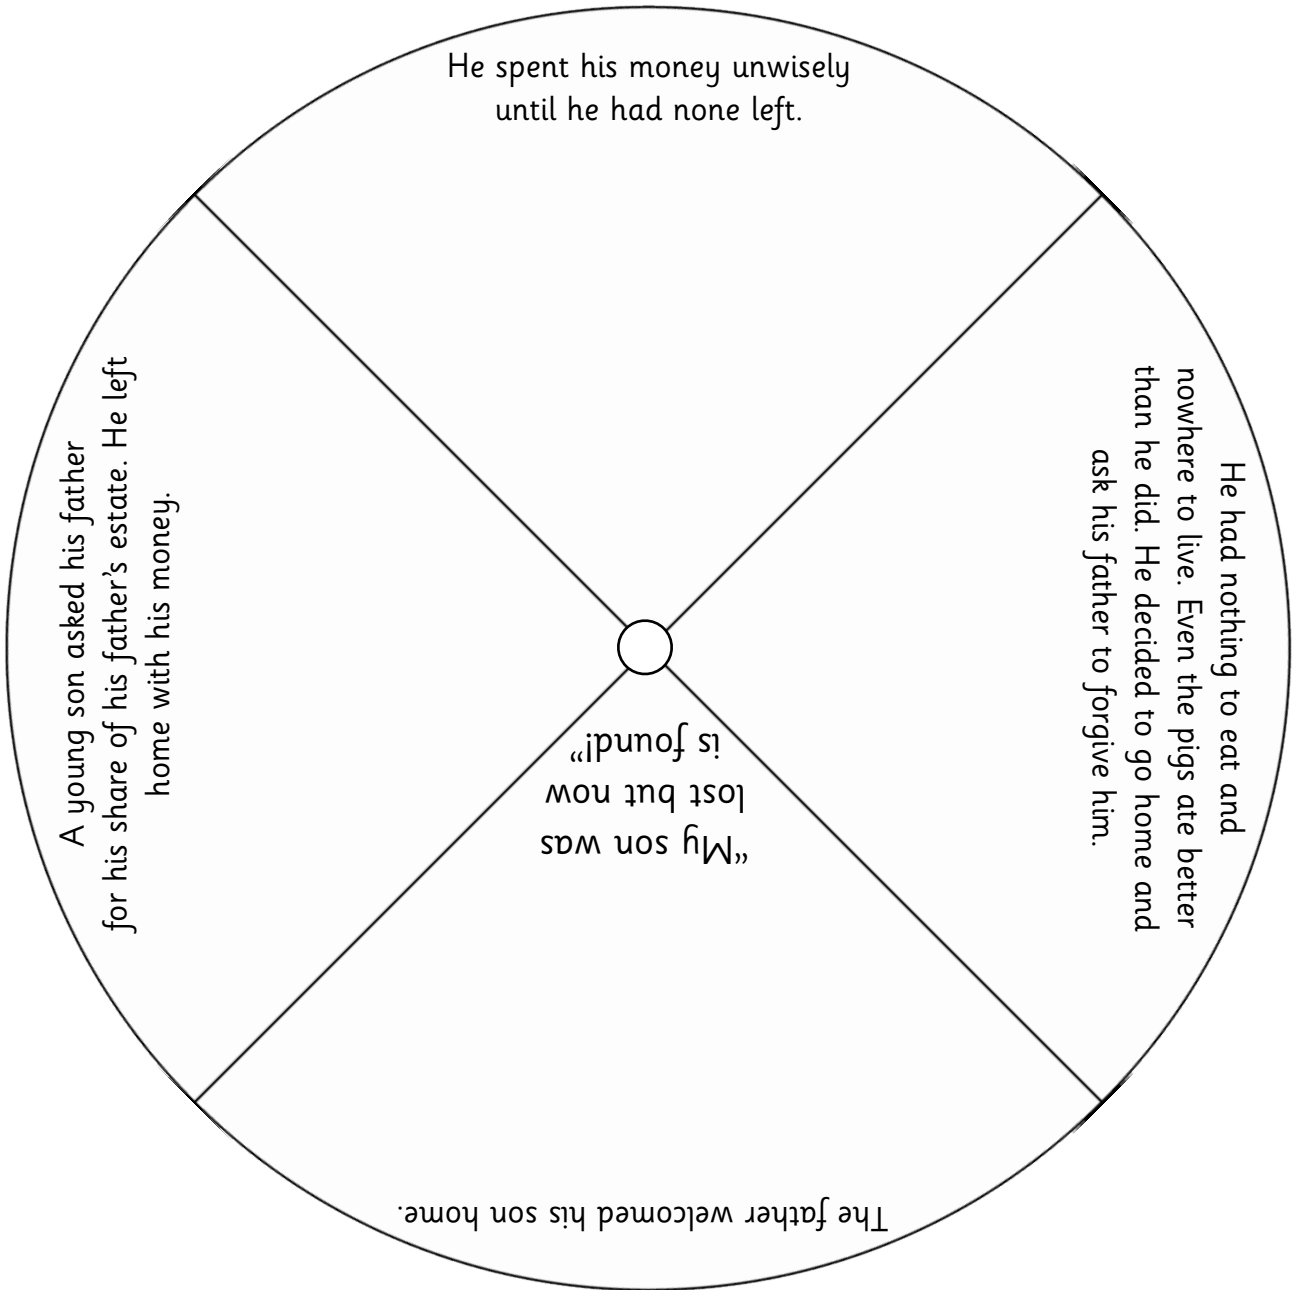 A young son asked his father
for his share of his father's estate. He left
home with his money.
He spent his money unwisely
until he had none left.
He had nothing to eat and
nowhere to live. Even the pigs ate better
than he did. He decided to go home and
ask his father to forgive him.
The father welcomed his son home.
“My son was
lost but now
is found!”